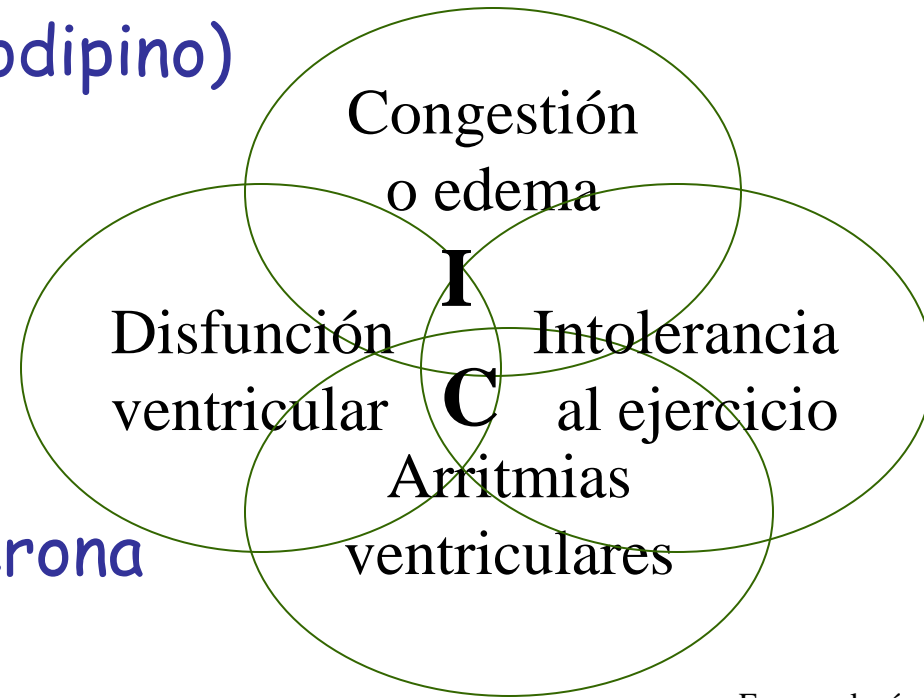 odipino)
Congestión
o edema
I
Disfunción
ventricular
C
Intolerancia
al ejercicio
Arritmias
ventriculares
rona